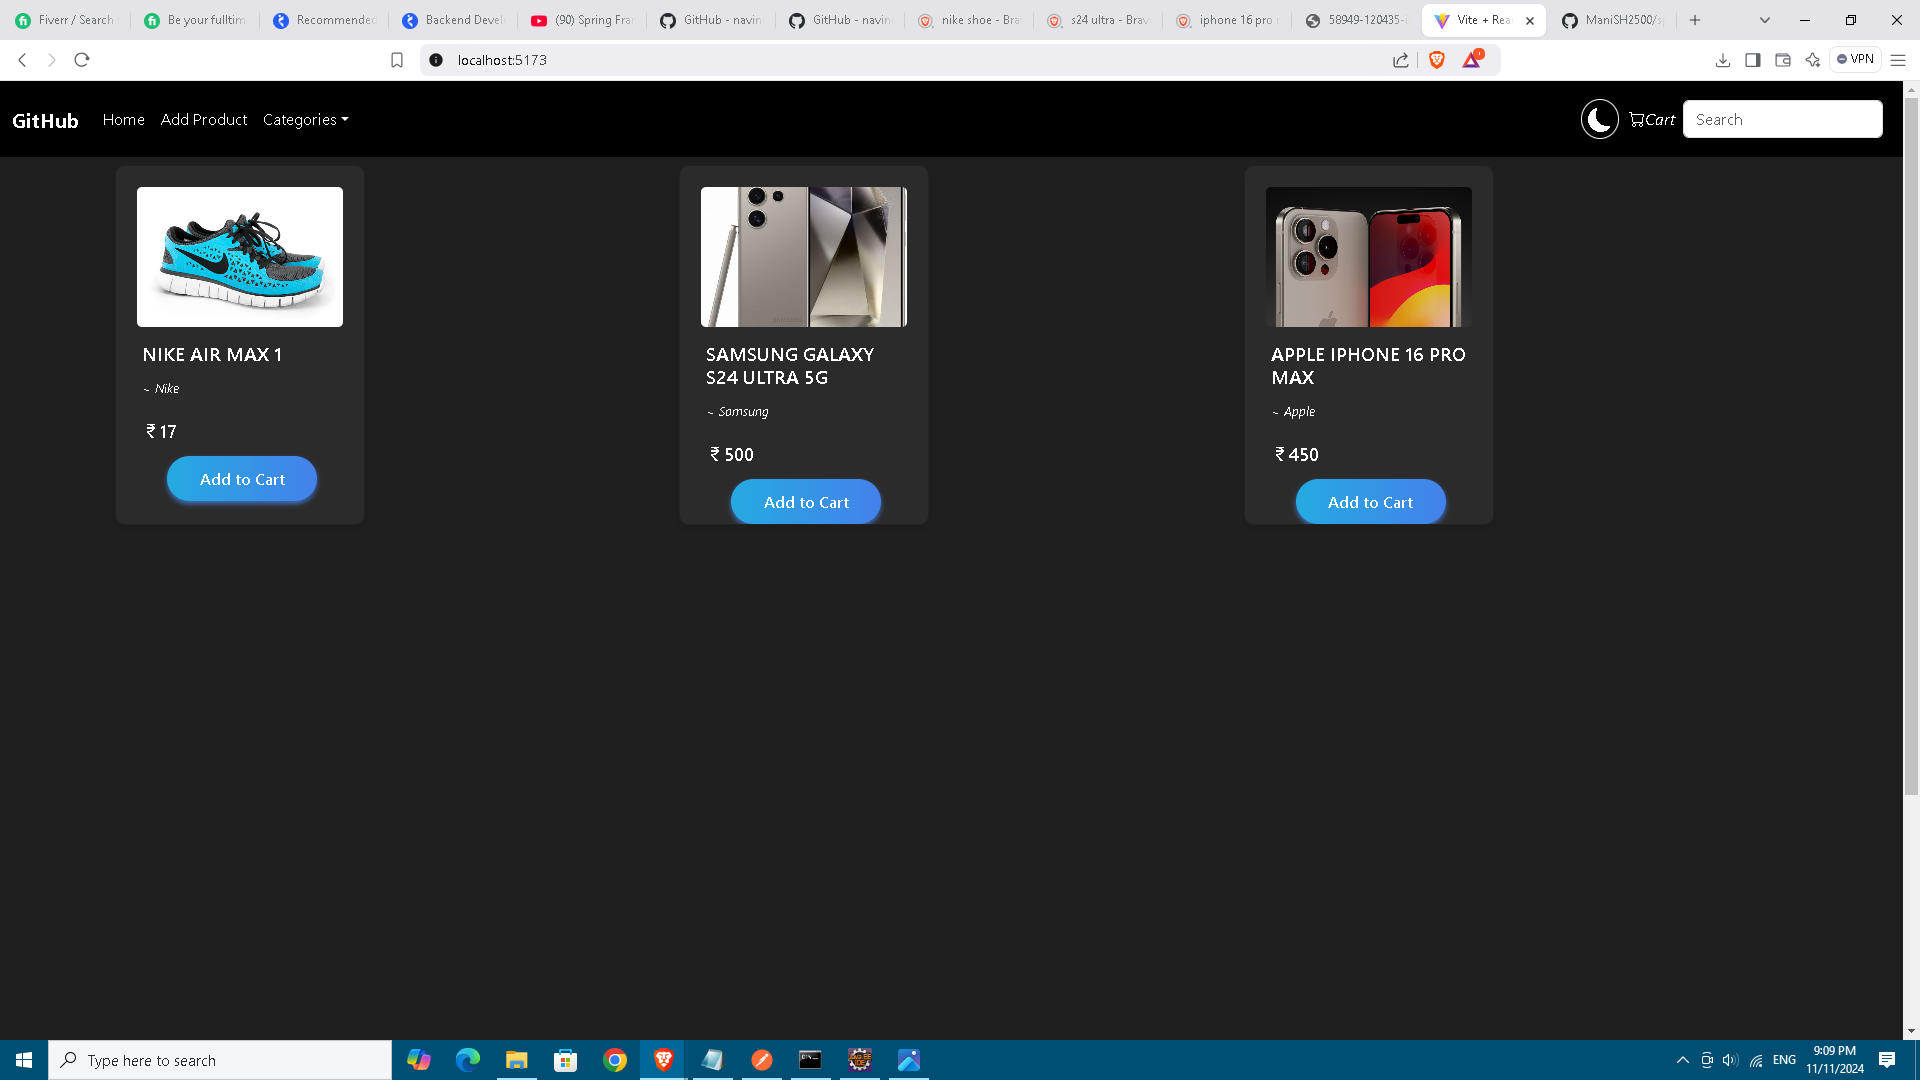 Fiverr / Search
Be your fulltim
Recommended
Backend Devel
(90) Spring Fra
GitHub - navin
GitHub - navin
nike shoe - Bra
s24 ultra - Brav
iphone 16 pro
58949-120435-
Vite + Rea
ManiSH2500/s
localhost:5173
VPN
GitHub
Home
Add Product
Categories
Cart
Search
NIKE AIR MAX 1
~ Nike
₹ 17
Add to Cart
SAMSUNG GALAXY
S24 ULTRA 5G
~ Samsung
₹ 500
Add to Cart
APPLE IPHONE 16 PRO
MAX
~ Apple
₹ 450
Add to Cart
Type here to search
ENG
9:09 PM
11/11/2024